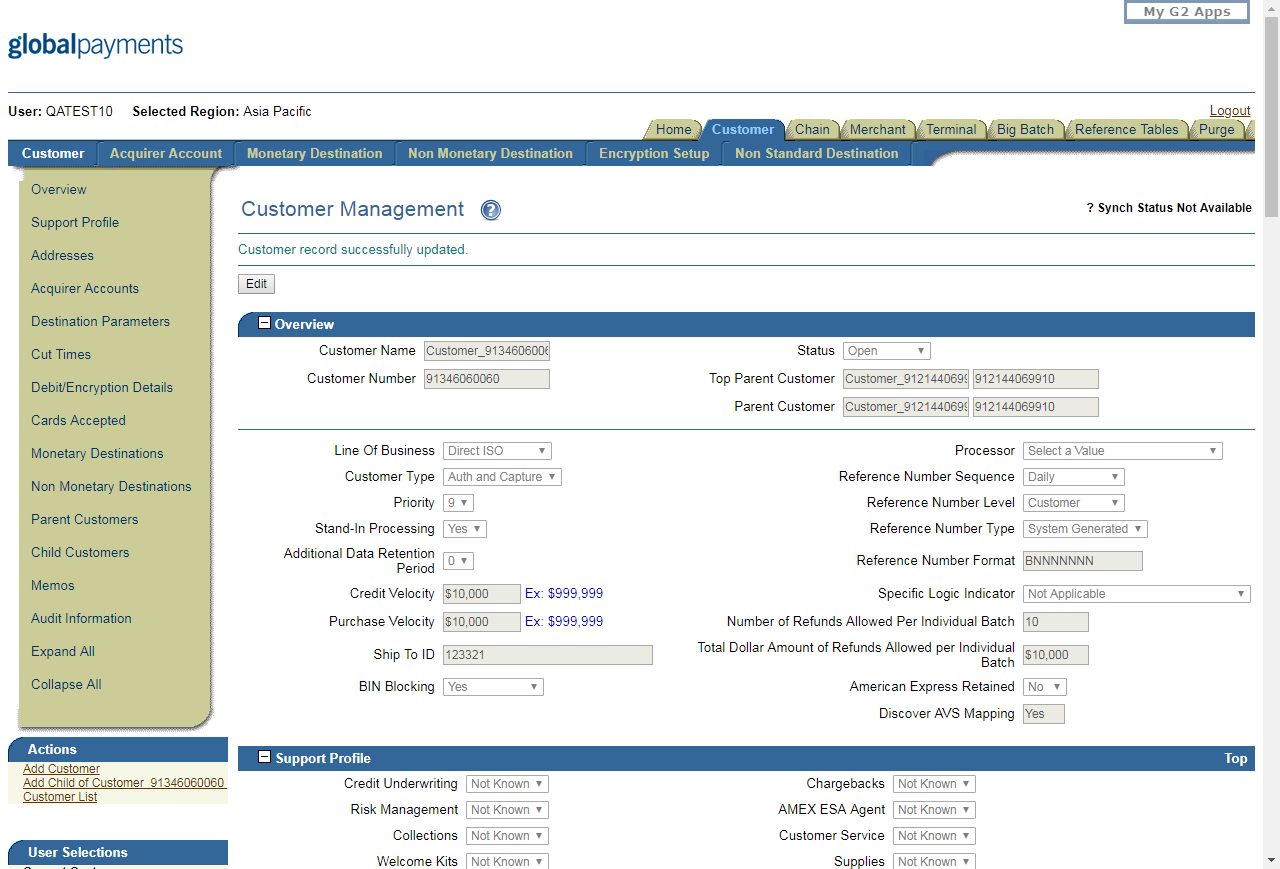 My G2 Apps
globalpayments
User: QATEST10 Selected Region: Asia Pacific
Logout
Home Customer Chain Merchant Terminal Big Batch Reference Tables Purge
Customer Acquirer Account Monetary Destination Non Monetary Destination Encryption Setup Non Standard Destination
Overview
Support Profile
Addresses
Acquirer Accounts
Destination Parameters
Cut Times
Debit/Encryption Details
Cards Accepted
Monetary Destinations
Non Monetary Destinations
Parent Customers
Child Customers
Memos
Audit Information
Expand All
Collapse All
Actions
Add Customer
Add Child of Customer_91346060060
Customer List
User Selections
Customer Management ?
? Synch Status Not Available
Customer record successfully updated.
Edit
Overview
Customer Name Customer_9134606006 Status Open
Customer Number 91346060060 Top Parent Customer Customer_9121440699 912144069910
Parent Customer Customer_9121440699 912144069910
Line Of Business Direct ISO Processor Select a Value
Customer Type Auth and Capture Reference Number Sequence Daily
Priority 9 Reference Number Level Customer
Stand-In Processing Yes Reference Number Type System Generated
Additional Data Retention
Period 0 Reference Number Format BNNNNNNN
Credit Velocity $10,000 Ex: $999,999 Specific Logic Indicator Not Applicable
Purchase Velocity $10,000 Ex: $999,999 Number of Refunds Allowed Per Individual Batch 10
Ship To ID 123321 Total Dollar Amount of Refunds Allowed per Individual
Batch $10,000
BIN Blocking Yes American Express Retained No
Discover AVS Mapping Yes
Support Profile Top
Credit Underwriting Not Known Chargebacks Not Known
Risk Management Not Known AMEX ESA Agent Not Known
Collections Not Known Customer Service Not Known
Welcome Kits Not Known Supplies Not Known